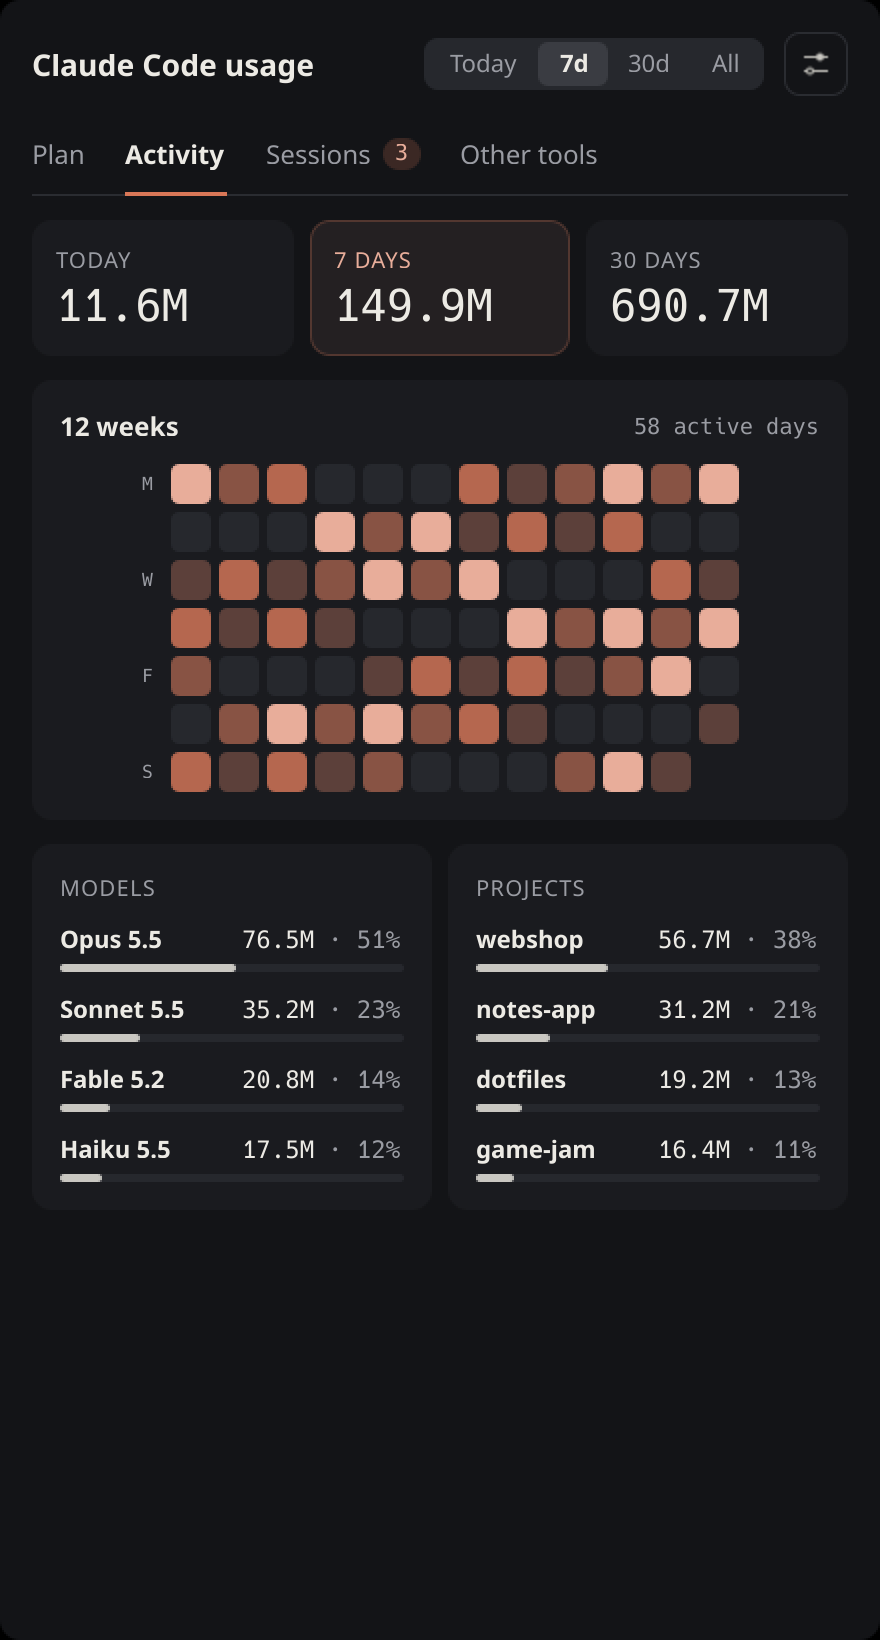 Claude Code usage Today 7d 30d All
Plan Activity Sessions 3 Other tools
TODAY 7 DAYS 30 DAYS
11.6M 149.9M 690.7M
12 weeks 58 active days
M
W
F
S
MODELS
Opus 5.5 76.5M · 51%
Sonnet 5.5 35.2M · 23%
Fable 5.2 20.8M · 14%
Haiku 5.5 17.5M · 12%
PROJECTS
webshop 56.7M · 38%
notes-app 31.2M · 21%
dotfiles 19.2M · 13%
game-jam 16.4M · 11%